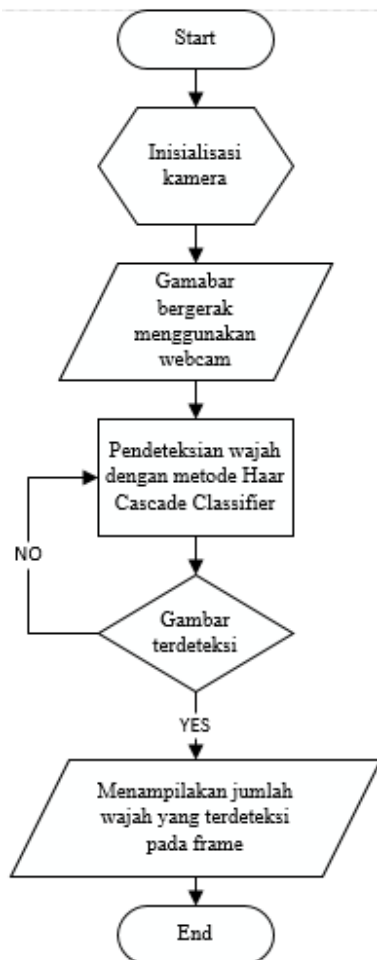 Start
Inisialisasi
kamera
Gamabar
bergerak
menggunakan
webcam
Pendeteksian wajah
dengan metode Haar
Cascade Classifier
NO
Gambar
terdeteksi
YES
Menampilakan jumlah
wajah yang terdeteksi
pada frame
End